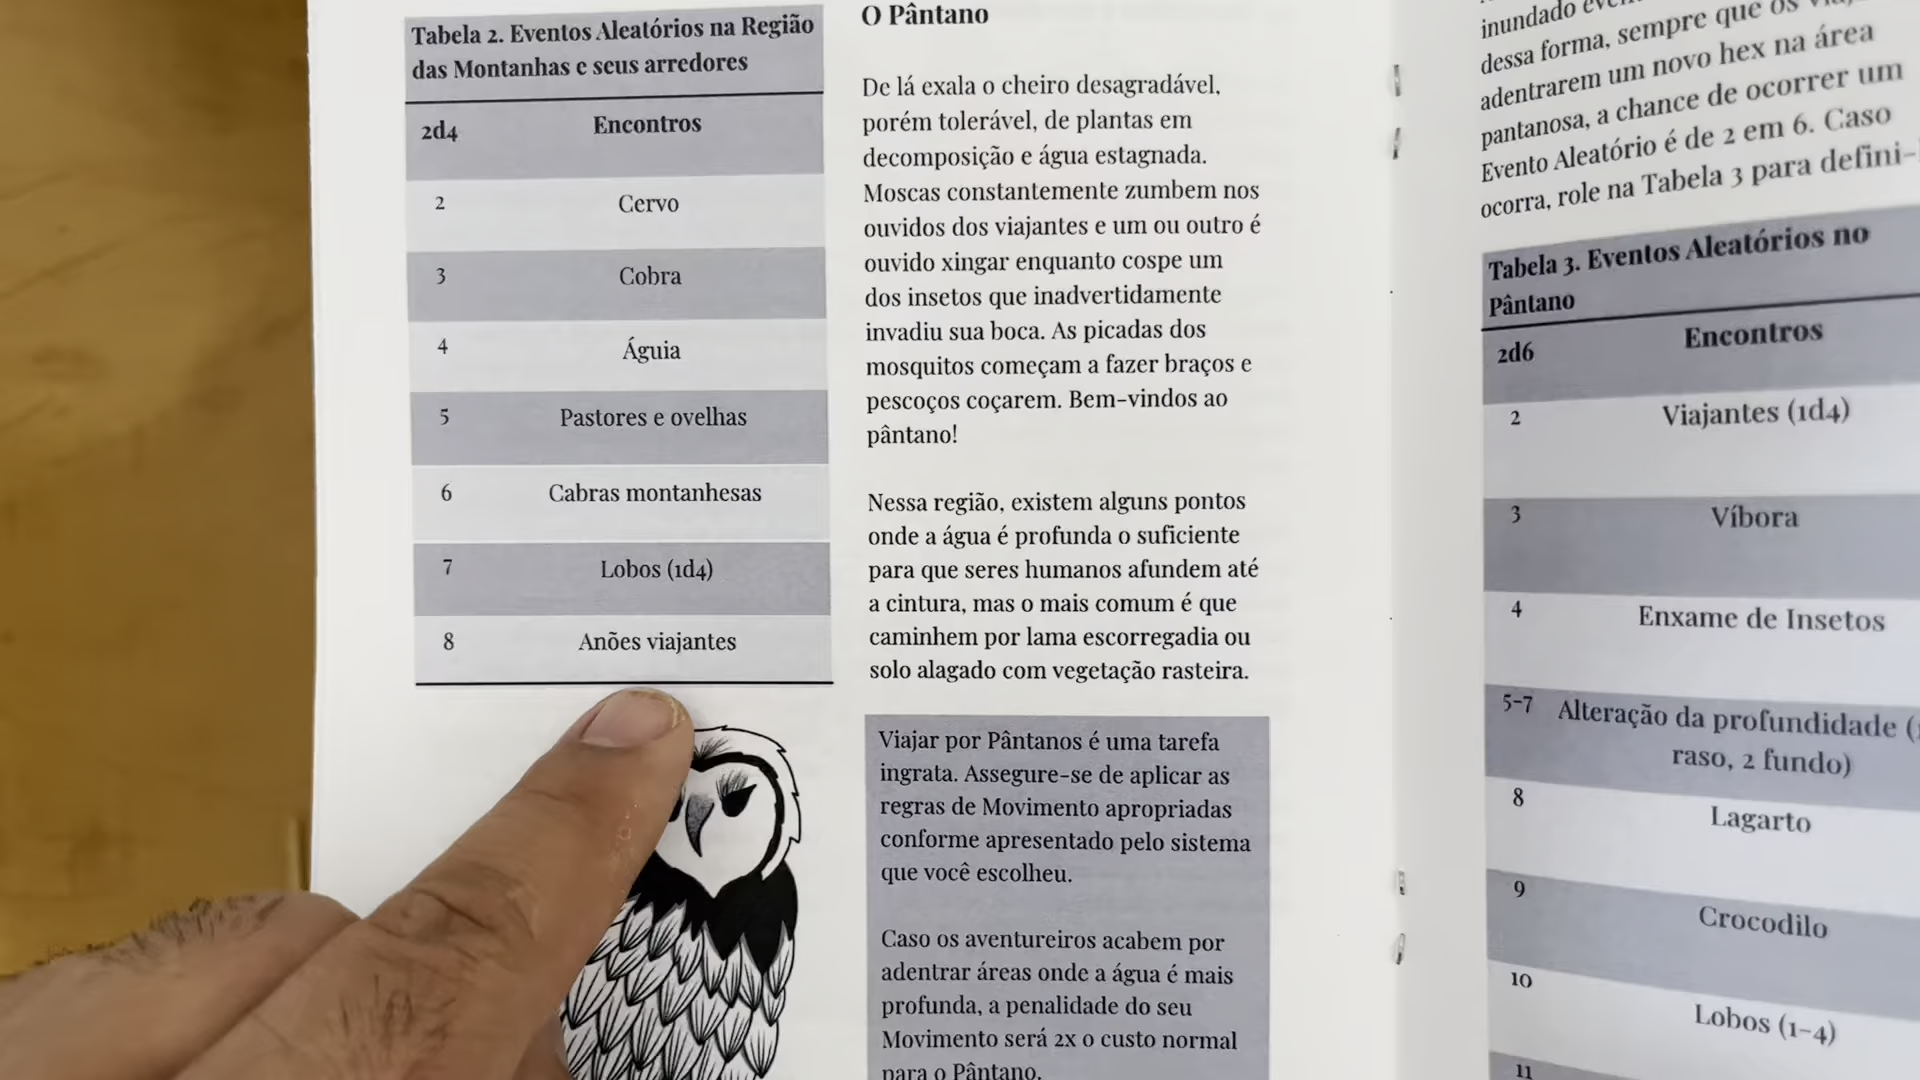 Tabela 2. Eventos Aleatórios na Região
das Montanhas e seus arredores
2d4 Encontros
2 Cervo
3 Cobra
4 Águia
5 Pastores e ovelhas
6 Cabras montanhesas
7 Lobos (1d4)
8 Anões viajantes
O Pântano
De lá exala o cheiro desagradável,
porém tolerável, de plantas em
decomposição e água estagnada.
Moscas constantemente zumbem nos
ouvidos dos viajantes e um ou outro é
ouvido xingar enquanto cospe um
dos insetos que inadvertidamente
invadiu sua boca. As picadas dos
mosquitos começam a fazer braços e
pescoços coçarem. Bem-vindos ao
pântano!
Nessa região, existem alguns pontos
onde a água é profunda o suficiente
para que seres humanos afundem até
a cintura, mas o mais comum é que
caminhem por lama escorregadia ou
solo alagado com vegetação rasteira.
Viajar por Pântanos é uma tarefa
ingrata. Assegure-se de aplicar as
regras de Movimento apropriadas
conforme apresentado pelo sistema
que você escolheu.
Caso os aventureiros acabem por
adentrar áreas onde a água é mais
profunda, a penalidade do seu
Movimento será 2x o custo normal
para o Pântano.
inundado
dessa forma, sempre que os
adentrarem um novo hex na área
pantanosa, a chance de ocorrer um
Evento Aleatório é de 2 em 6. Caso
ocorra, role na Tabela 3 para defini-
Tabela 3. Eventos Aleatórios no
Pântano
2d6 Encontros
2 Viajantes (1d4)
3 Víbora
4 Enxame de Insetos
5-7 Alteração da profundidade (
raso, 2 fundo)
8 Lagarto
9 Crocodilo
10 Lobos (1-4)
11